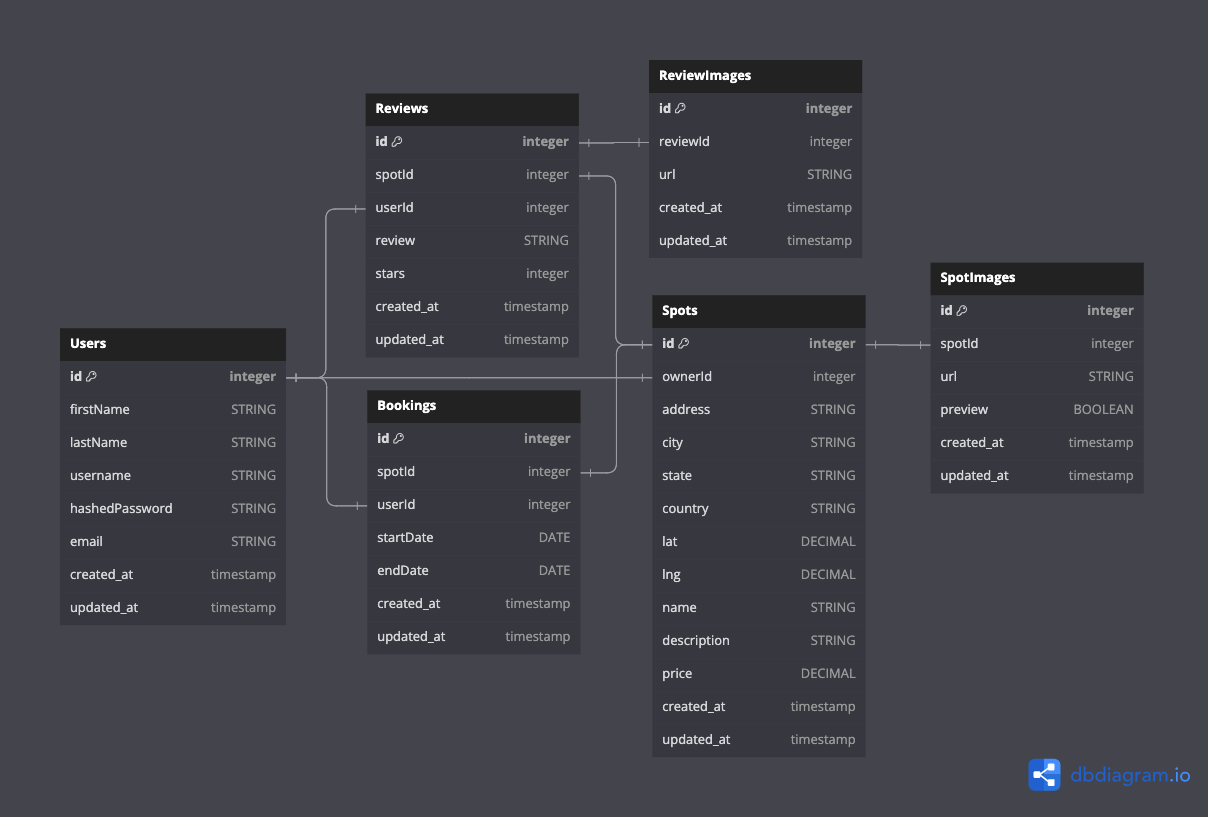 ReviewImages
id integer
reviewId integer
url STRING
created_at timestamp
updated_at timestamp
Reviews
id integer
spotId integer
userId integer
review STRING
stars integer
created_at timestamp
updated_at timestamp
SpotImages
id integer
spotId integer
url STRING
preview BOOLEAN
created_at timestamp
updated_at timestamp
Spots
id integer
ownerId integer
address STRING
city STRING
state STRING
country STRING
lat DECIMAL
lng DECIMAL
name STRING
description STRING
price DECIMAL
created_at timestamp
updated_at timestamp
Users
id integer
firstName STRING
lastName STRING
username STRING
hashedPassword STRING
email STRING
created_at timestamp
updated_at timestamp
Bookings
id integer
spotId integer
userId integer
startDate DATE
endDate DATE
created_at timestamp
updated_at timestamp
dbdiagram.io